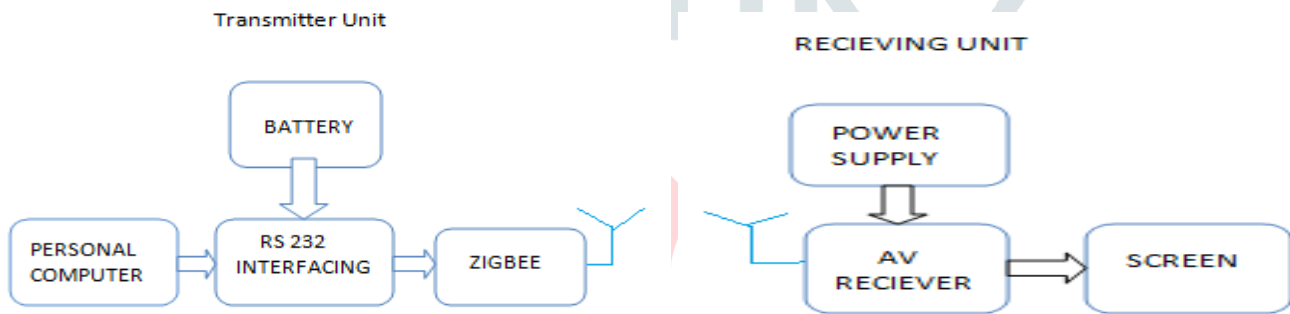 Transmitter Unit
BATTERY
PERSONAL
COMPUTER
RS 232
INTERFACING
ZIGBEE
RECIEVING UNIT
POWER
SUPPLY
AV
RECIEVER
SCREEN